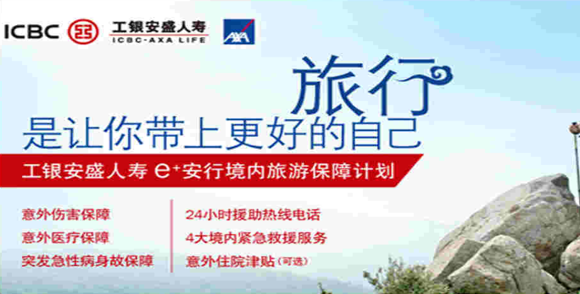 ICBC 工银安盛人寿 AXA
ICBC-AXA LIFE
旅行
是让你带上更好的自己
工银安盛人寿 e+安行境内旅游保障计划
意外伤害保障 24小时援助热线电话
意外医疗保障 4大境内紧急救援服务
突发急性病身故保障 意外住院津贴(可选)